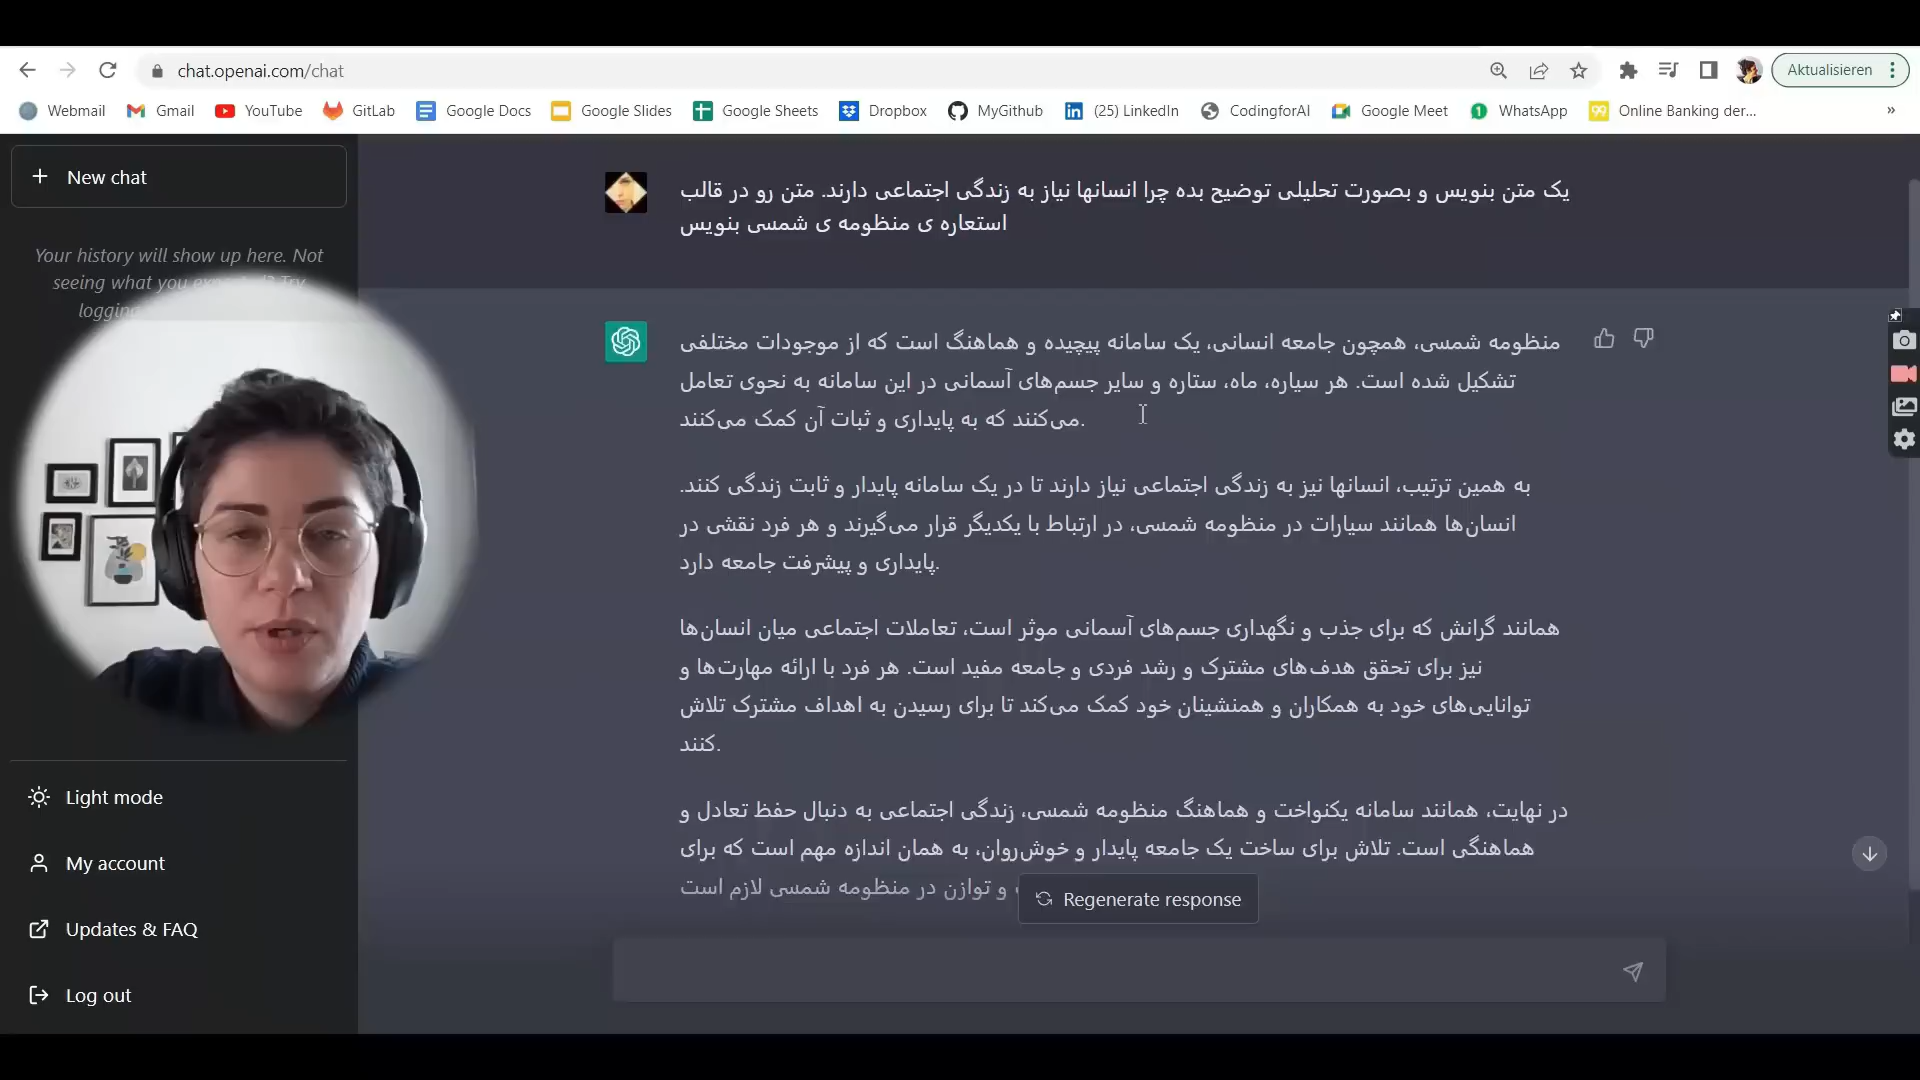 chat.openai.com/chat
Aktualisieren
Webmail
Gmail
YouTube
GitLab
Google Docs
Google Slides
Google Sheets
Dropbox
MyGithub
(25) LinkedIn
CodingforAI
Google Meet
WhatsApp
Online Banking der...
»
New chat
Your history will show up here. Not
seeing what you Try
logging
یک متن بنویس و بصورت تحلیلی توضیح بده چرا انسانها نیاز به زندگی اجتماعی دارند. متن رو در قالب
استعاره ی منظومه ی شمسی بنویس
منظومه شمسی، همچون جامعه انسانی، یک سامانه پیچیده و هماهنگ است که از موجودات مختلفی
تشکیل شده است. هر سیاره، ماه، ستاره و سایر جسم‌های آسمانی در این سامانه به نحوی تعامل
می‌کنند که به پایداری و ثبات آن کمک می‌کنند.
به همین ترتیب، انسانها نیز به زندگی اجتماعی نیاز دارند تا در یک سامانه پایدار و ثابت زندگی کنند.
انسان‌ها همانند سیارات در منظومه شمسی، در ارتباط با یکدیگر قرار می‌گیرند و هر فرد نقشی در
پایداری و پیشرفت جامعه دارد.
همانند گرانش که برای جذب و نگهداری جسم‌های آسمانی موثر است، تعاملات اجتماعی میان انسان‌ها
نیز برای تحقق هدف‌های مشترک و رشد فردی و جامعه مفید است. هر فرد با ارائه مهارت‌ها و
توانایی‌های خود به همکاران و همنشینان خود کمک می‌کند تا برای رسیدن به اهداف مشترک تلاش
کنند.
در نهایت، همانند سامانه یکنواخت و هماهنگ منظومه شمسی، زندگی اجتماعی به دنبال حفظ تعادل و
هماهنگی است. تلاش برای ساخت یک جامعه پایدار و خوش‌روان، به همان اندازه مهم است که برای
و توازن در منظومه شمسی لازم است
Regenerate response
Light mode
My account
Updates & FAQ
Log out